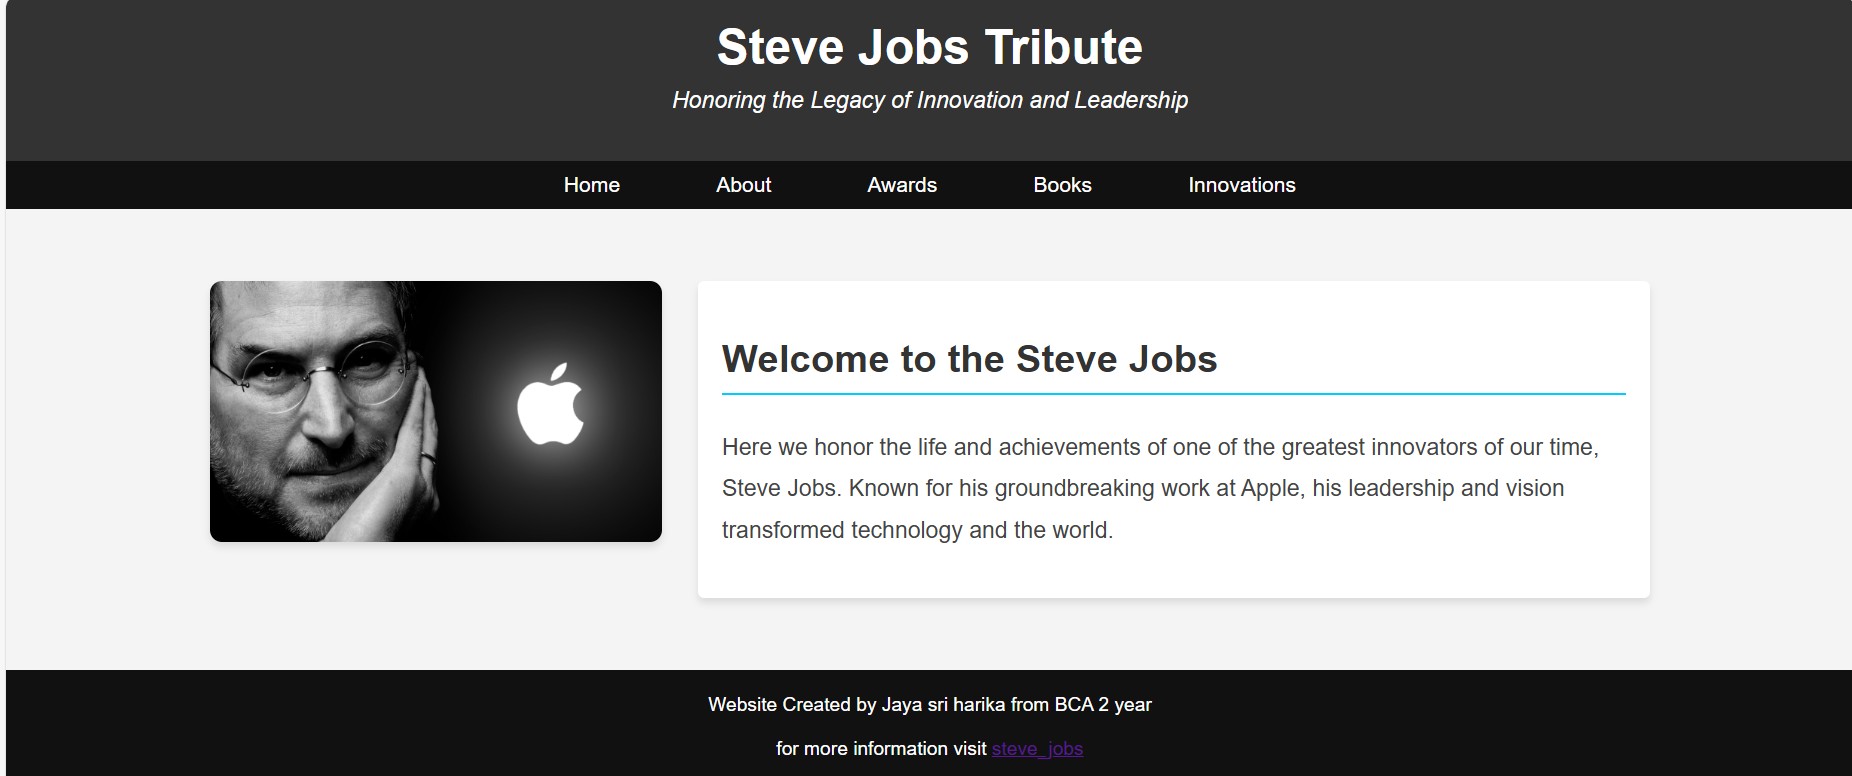 Steve Jobs Tribute
Honoring the Legacy of Innovation and Leadership
Home About Awards Books Innovations
Welcome to the Steve Jobs
Here we honor the life and achievements of one of the greatest innovators of our time,
Steve Jobs. Known for his groundbreaking work at Apple, his leadership and vision
transformed technology and the world.
Website Created by Jaya sri harika from BCA 2 year
for more information visit steve_jobs